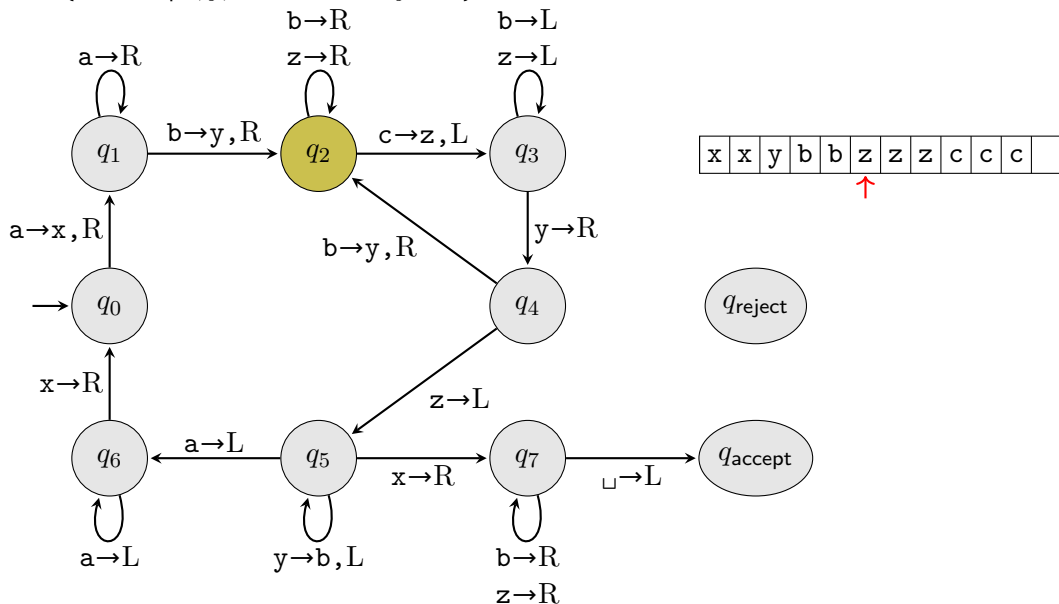 b→R
b→L
a→R
z→R
z→L
q1
b→y,R
q2
c→z,L
q3
x x y b b z z z c c c
a→x,R
b→y,R
y→R
q0
q4
qreject
x→R
z→L
q6
a→L
q5
x→R
q7
␣→L
qaccept
a→L
y→b,L
b→R
z→R